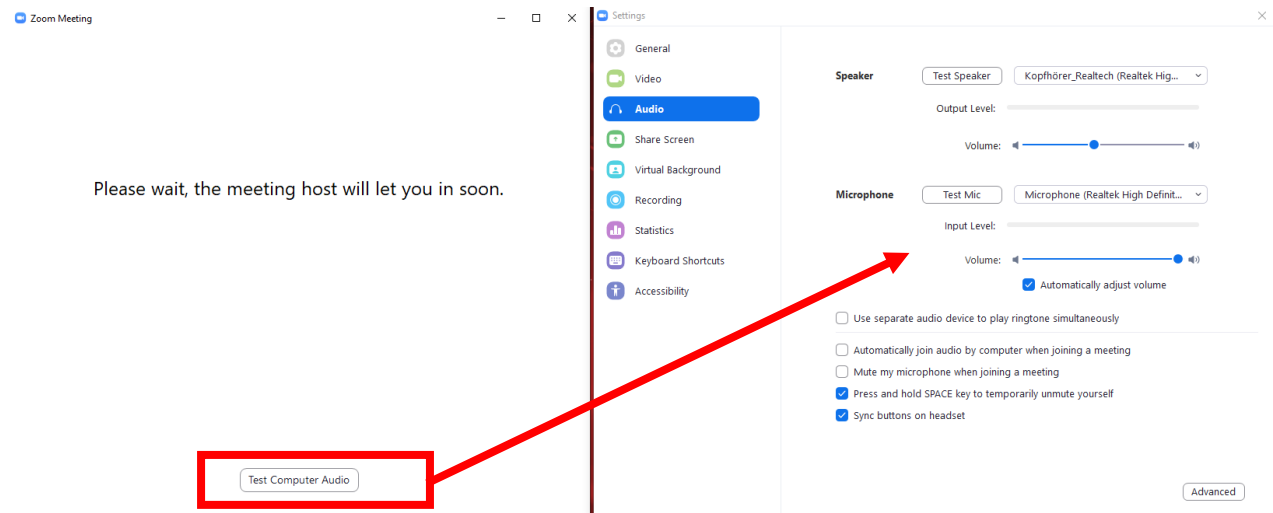 Zoom Meeting
Please wait, the meeting host will let you in soon.
Test Computer Audio
Settings
General
Video
Audio
Share Screen
Virtual Background
Recording
Statistics
Keyboard Shortcuts
Accessibility
Speaker Test Speaker Kopfhörer_Realtech (Realtek Hig...
Output Level:
Volume:
Microphone Test Mic Microphone (Realtek High Definit...
Input Level:
Volume:
Automatically adjust volume
Use separate audio device to play ringtone simultaneously
Automatically join audio by computer when joining a meeting
Mute my microphone when joining a meeting
Press and hold SPACE key to temporarily unmute yourself
Sync buttons on headset
Advanced